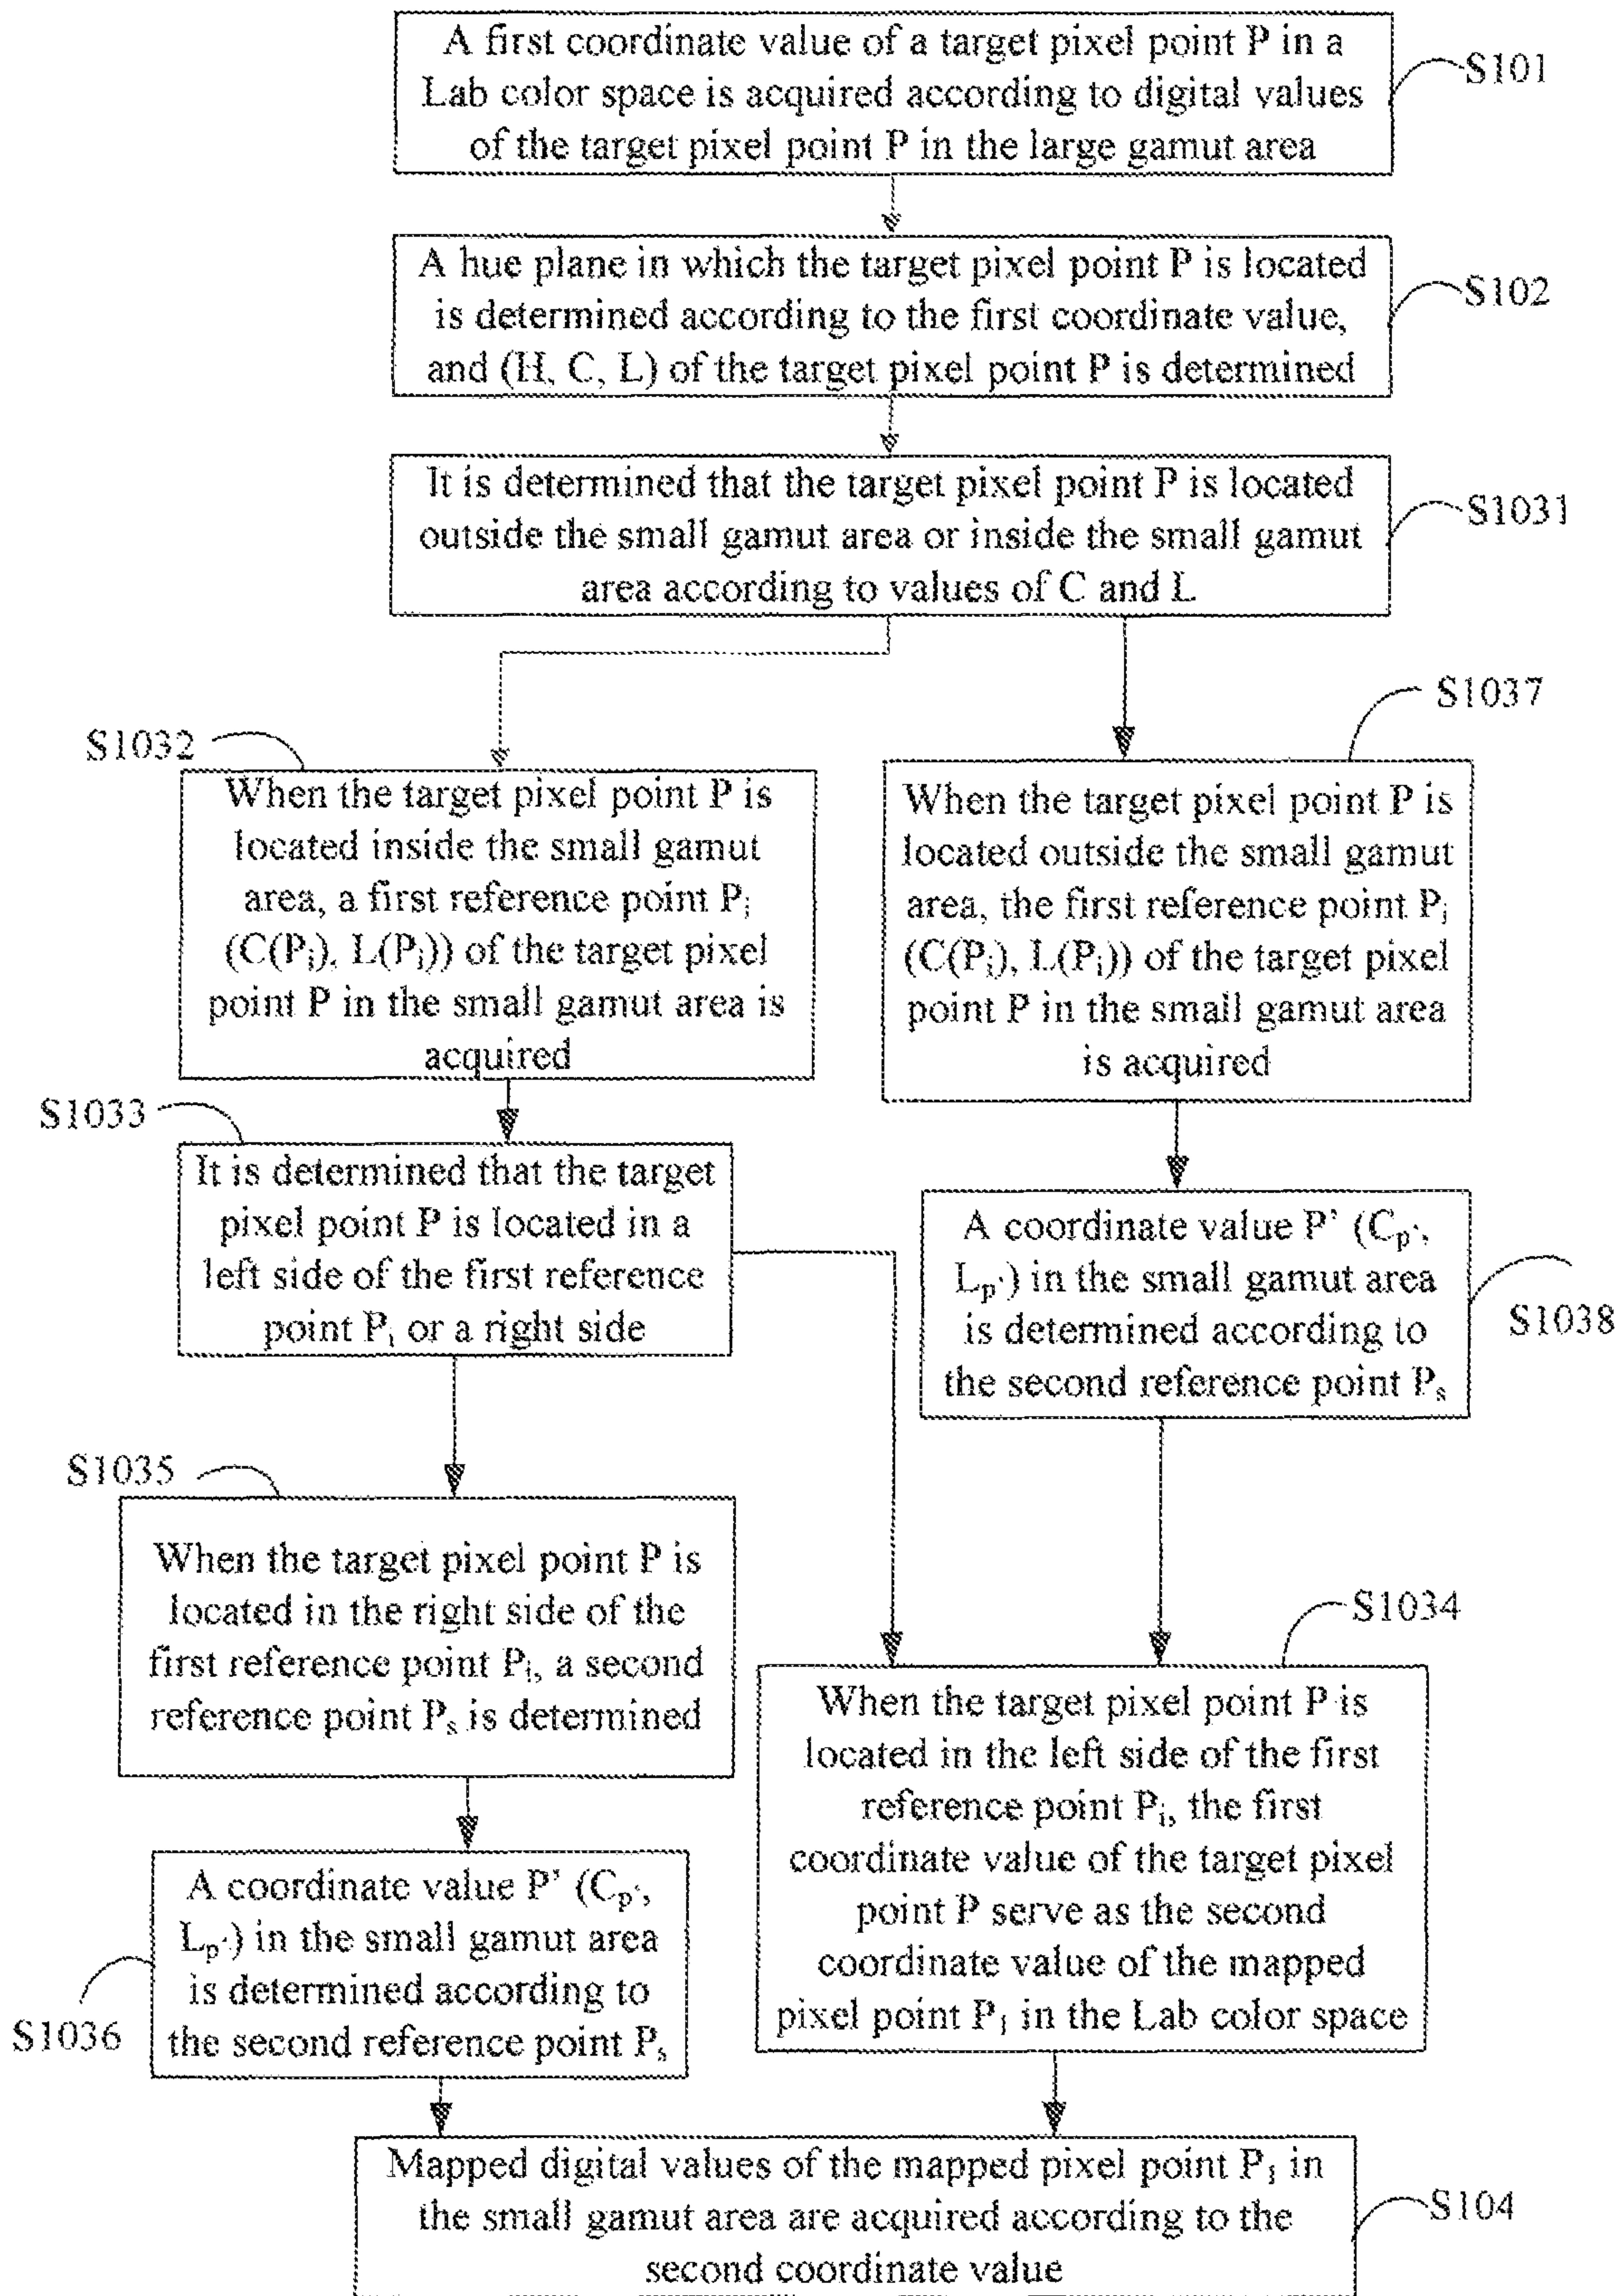 A first coordinate value of a target pixel point P in a
Lab color space is acquired according to digital values
of the target pixel point P in the large gamut area
S101
A hue plane in which the target pixel point P is located
is determined according to the first coordinate value,
and (H, C, L) of the target pixel point P is determined
S102
It is determined that the target pixel point P is located
outside the small gamut area or inside the small gamut
area according to values of C and L
S1031
S1032
When the target pixel point P is
located inside the small gamut
area, a first reference point Pi
(C(Pi), L(Pi)) of the target pixel
point P in the small gamut area is
acquired
S1037
When the target pixel point P is
located outside the small gamut
area, the first reference point Pi
(C(Pi), L(Pi)) of the target pixel
point P in the small gamut area
is acquired
S1033
It is determined that the target
pixel point P is located in a
left side of the first reference
point Pi or a right side
A coordinate value P' (Cp',
Lp') in the small gamut area
is determined according to
the second reference point Ps
S1038
S1035
When the target pixel point P is
located in the right side of the
first reference point Pi, a second
reference point Ps is determined
S1034
When the target pixel point P is
located in the left side of the first
reference point Pi, the first
coordinate value of the target pixel
point P serve as the second
coordinate value of the mapped
pixel point Pj in the Lab color space
A coordinate value P' (Cp',
Lp') in the small gamut area
is determined according to
the second reference point Ps
S1036
Mapped digital values of the mapped pixel point Pj in
the small gamut area are acquired according to the
second coordinate value
S104